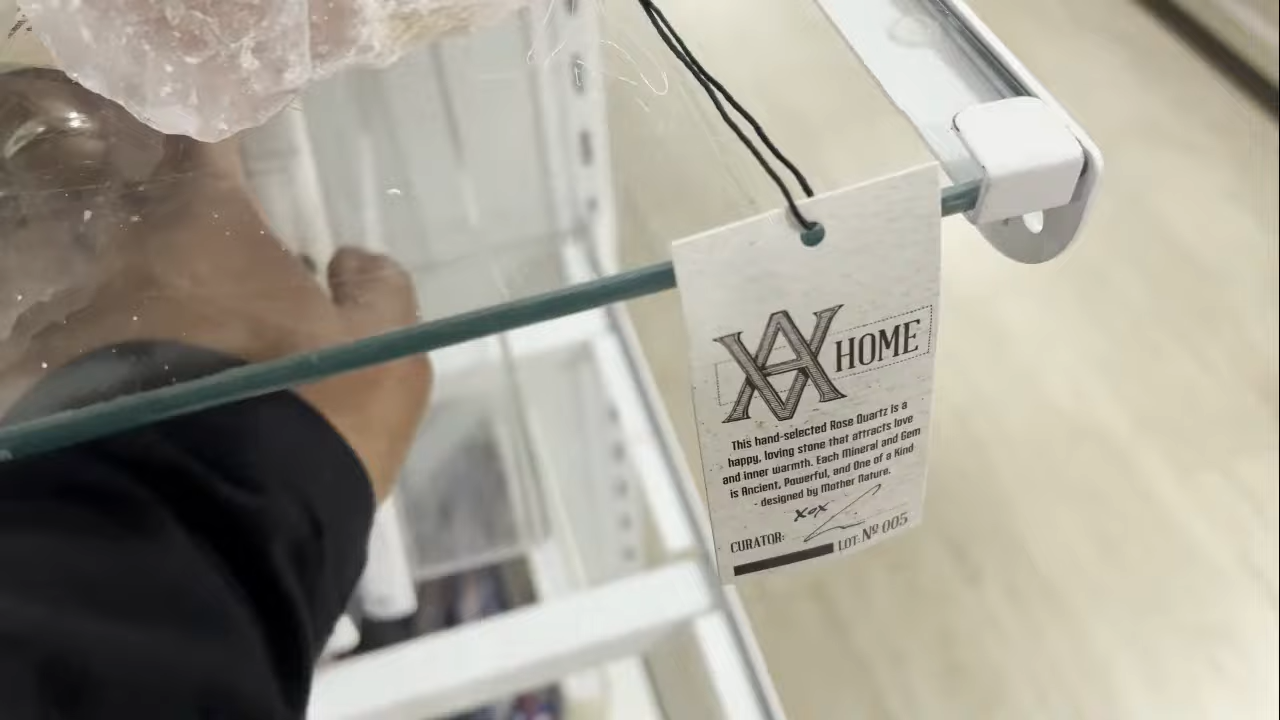 VA HOME
This hand-selected Rose Quartz is a
happy, loving stone that attracts love
and inner warmth. Each Mineral and Gem
is Ancient, Powerful, and One of a Kind
- designed by Mother Nature.
xox
CURATOR:
LOT: Nº 005